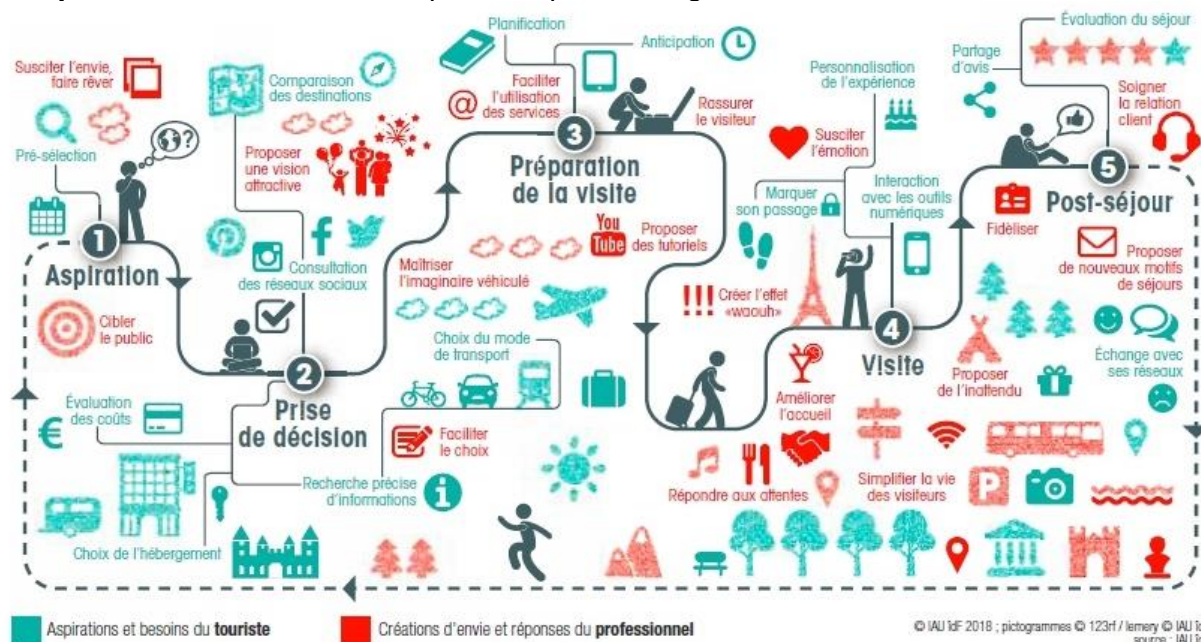 Planification
Anticipation
Évaluation du séjour
Partage
d'avis
Susciter l'envie,
faire rêver
Comparaison
des destinations
Faciliter
l'utilisation
des services
@
Rassurer
le visiteur
Personnalisation
de l'expérience
Soigner
la relation
client
?
Pré-sélection
Proposer
une vision
attractive
3
Préparation
de la visite
Susciter
l'émotion
Marquer
son passage
Interaction
avec les outils
numériques
5
Post-séjour
Fidéliser
1
Aspiration
Consultation
des réseaux sociaux
You
Tube
Proposer
des tutoriels
Maîtriser
l'imaginaire véhiculé
Proposer
de nouveaux motifs
de séjours
!!! Créer l'effet
«waouh»
Cibler
le public
2
Prise
de décision
Choix du mode
de transport
4
Visite
Améliorer
l'accueil
Proposer
de l'inattendu
Échange avec
ses réseaux
Évaluation
des coûts
€
Faciliter
le choix
Recherche précise
d'informations
i
Choix de l'hébergement
Répondre aux attentes
Simplifier la vie
des visiteurs
P
Aspirations et besoins du touriste
Créations d'envie et réponses du professionnel
© IAU îdF 2018 ; pictogrammes © 123rf / lemery © IAU
source : IAU